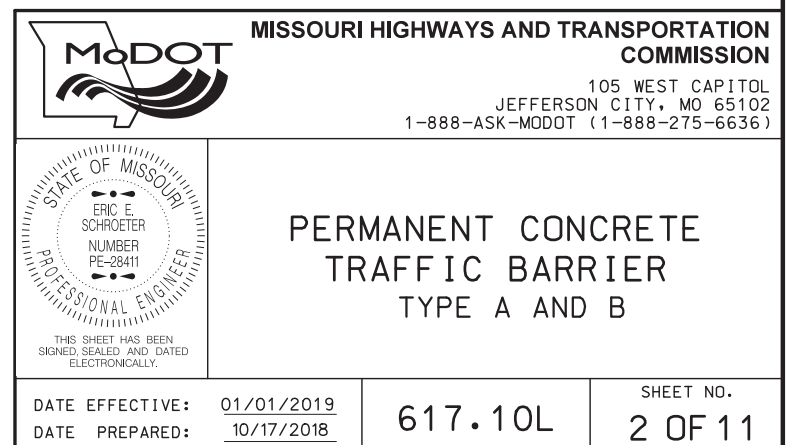 MoDOT
MISSOURI HIGHWAYS AND TRANSPORTATION
COMMISSION
105 WEST CAPITOL
JEFFERSON CITY, MO 65102
1-888-ASK-MODOT (1-888-275-6636)
STATE OF MISSOURI
ERIC E.
SCHROETER
NUMBER
PE-28411
PROFESSIONAL ENGINEER
THIS SHEET HAS BEEN
SIGNED, SEALED AND DATED
ELECTRONICALLY.
PERMANENT CONCRETE
TRAFFIC BARRIER
TYPE A AND B
DATE EFFECTIVE: 01/01/2019
DATE PREPARED: 10/17/2018
617.10L
SHEET NO.
2 OF 11